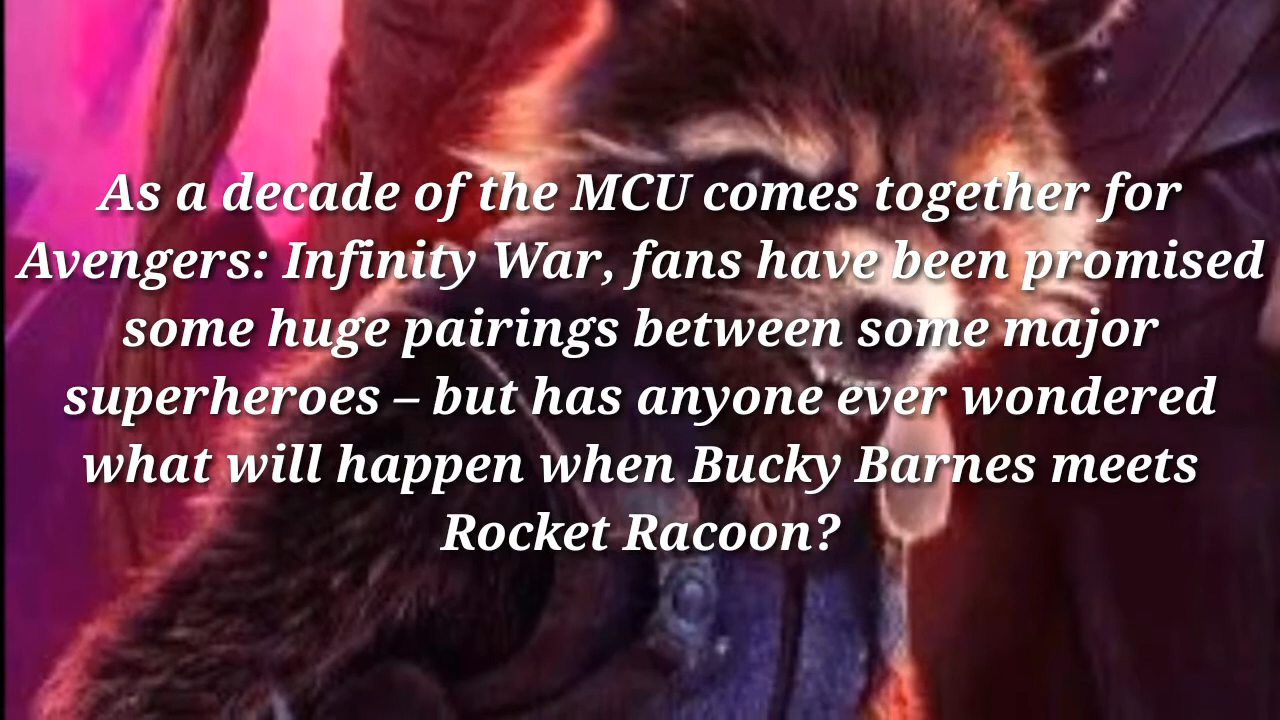 As a decade of the MCU comes together for
Avengers: Infinity War, fans have been promised
some huge pairings between some major
superheroes – but has anyone ever wondered
what will happen when Bucky Barnes meets
Rocket Racoon?